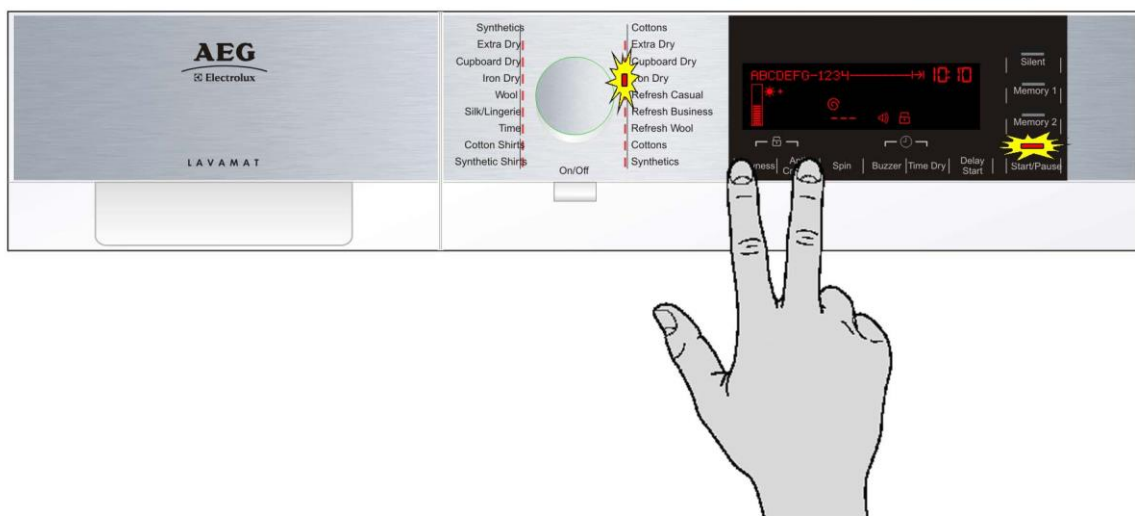 AEG
Electrolux
LAVAMAT
Synthetics
Extra Dry
Cupboard Dry
Iron Dry
Wool
Silk/Lingerie
Time
Cotton Shirts
Synthetic Shirts
On/Off
Cottons
Extra Dry
Cupboard Dry
Iron Dry
Refresh Casual
Refresh Business
Refresh Wool
Cottons
Synthetics
ABCDEFG-1234 10:10
Silent
Memory 1
Memory 2
Spin Buzzer Time Dry Delay Start Start/Pause